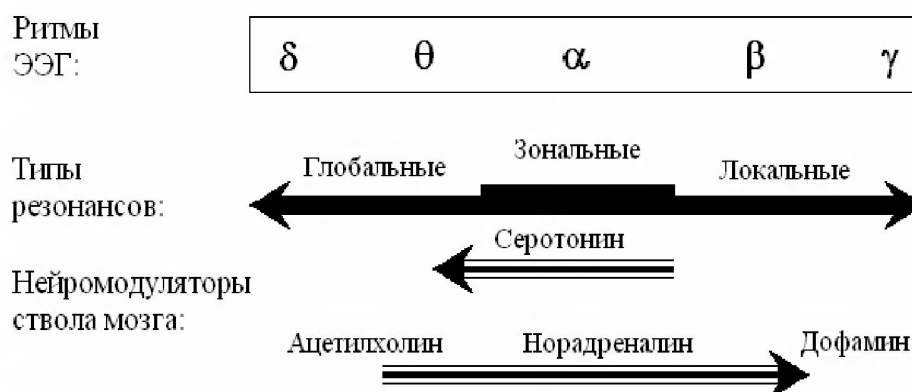 Ритмы
ЭЭГ:
δ θ α β γ
Типы
резонансов:
Глобальные Зональные Локальные
Серотонин
Нейромодуляторы
ствола мозга:
Ацетилхолин Норадреналин Дофамин